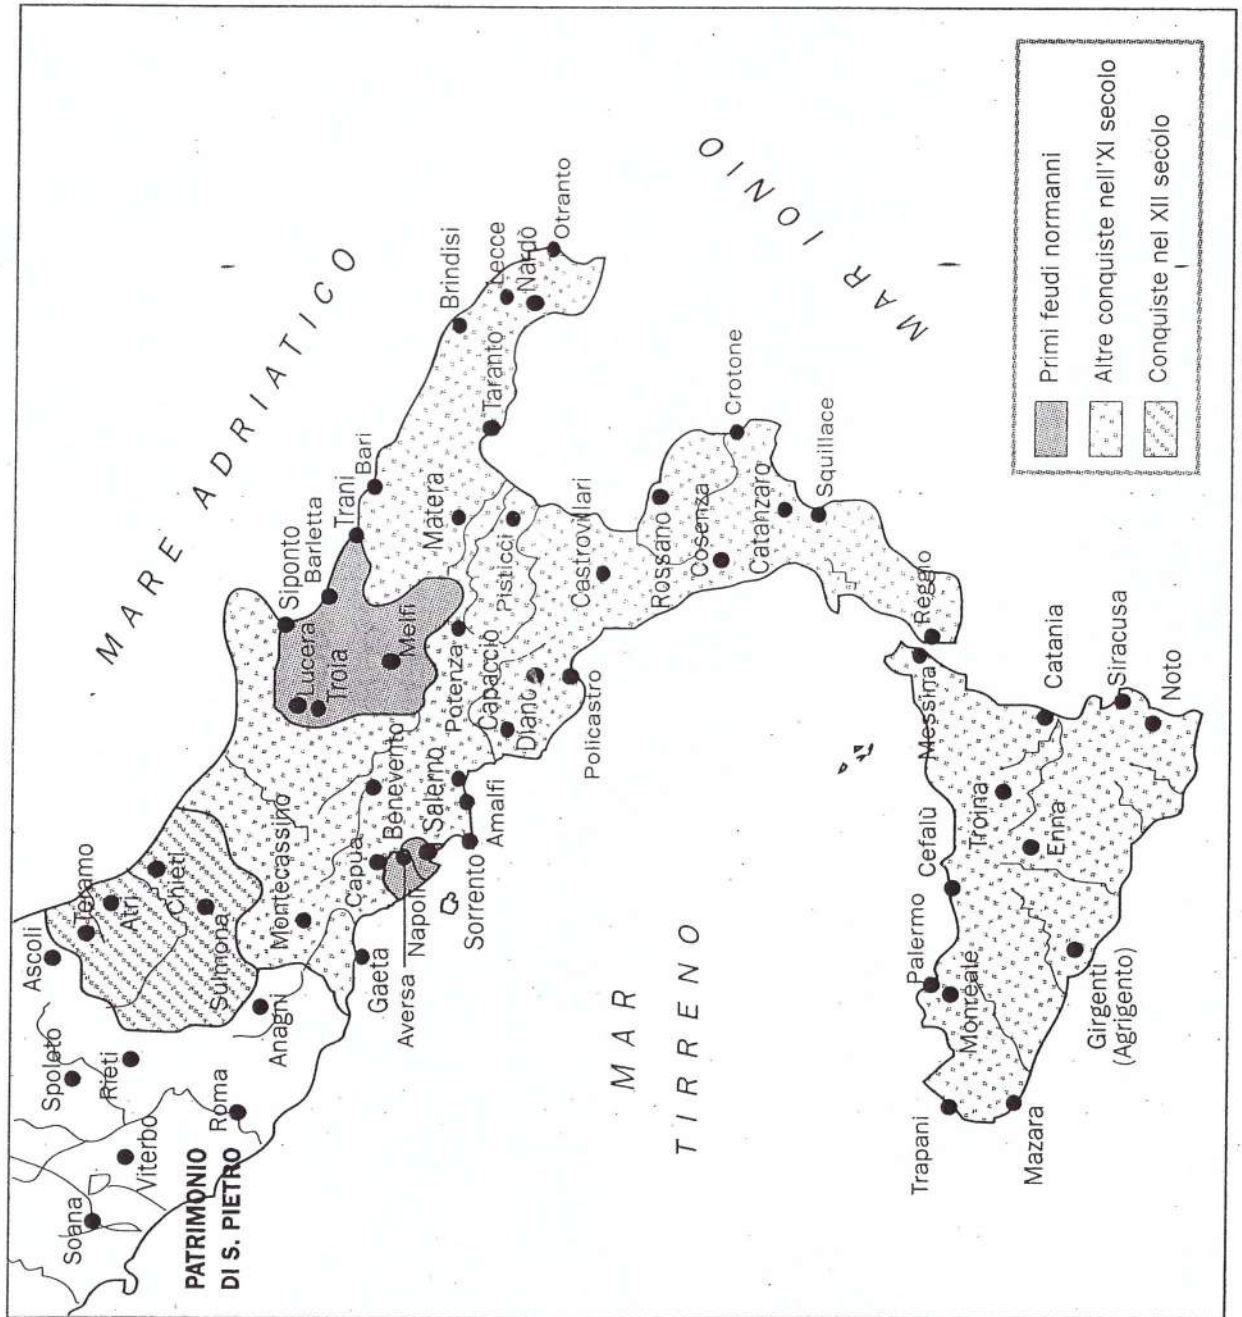 MARE ADRIATICO
MAR IONIO
MAR
TIRRENO
PATRIMONIO
DI S. PIETRO
Soana
Viterbo
Spoleto
Rieti
Roma
Ascoli
Teramo
Atri
Chieti
Sulmona
Anagni
Montecassino
Gaeta
Capua
Aversa
Napoli
Benevento
Salerno
Sorrento
Amalfi
Siponto
Lucera
Troia
Barletta
Trani
Bari
Melfi
Potenza
Capaccio
Diano
Policastro
Matera
Pisticci
Castrovillari
Brindisi
Lecce
Nardò
Taranto
Otranto
Rossano
Cosenza
Catanzaro
Crotone
Squillace
Reggio
Messina
Catania
Siracusa
Noto
Troina
Enna
Cefalù
Palermo
Monreale
Girgenti
(Agrigento)
Trapani
Mazara
Primi feudi normanni
Altre conquiste nell'XI secolo
Conquiste nel XII secolo